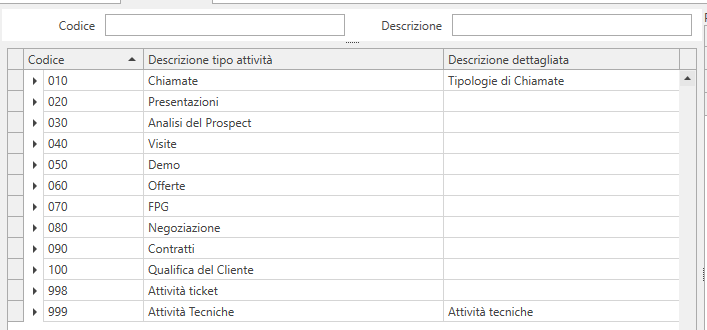 Codice Descrizione
Codice Descrizione tipo attività Descrizione dettagliata
010 Chiamate Tipologie di Chiamate
020 Presentazioni
030 Analisi del Prospect
040 Visite
050 Demo
060 Offerte
070 FPG
080 Negoziazione
090 Contratti
100 Qualifica del Cliente
998 Attività ticket
999 Attività Tecniche Attività tecniche